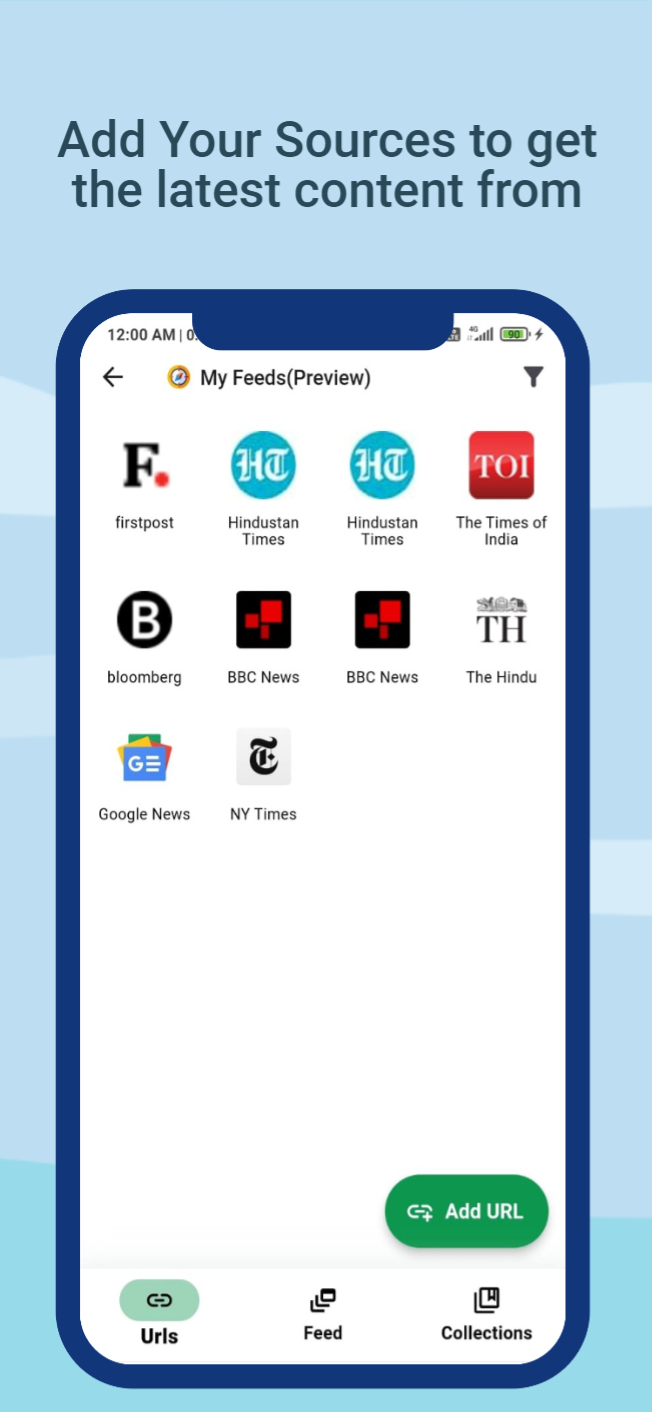 Add Your Sources to get
the latest content from
12:00 AM | 0.
4G
90
My Feeds(Preview)
F.
HT
HT
TOI
firstpost
Hindustan
Times
Hindustan
Times
The Times of
India
B
TH
bloomberg
BBC News
BBC News
The Hindu
GE
T
Google News
NY Times
Add URL
Urls
Feed
Collections